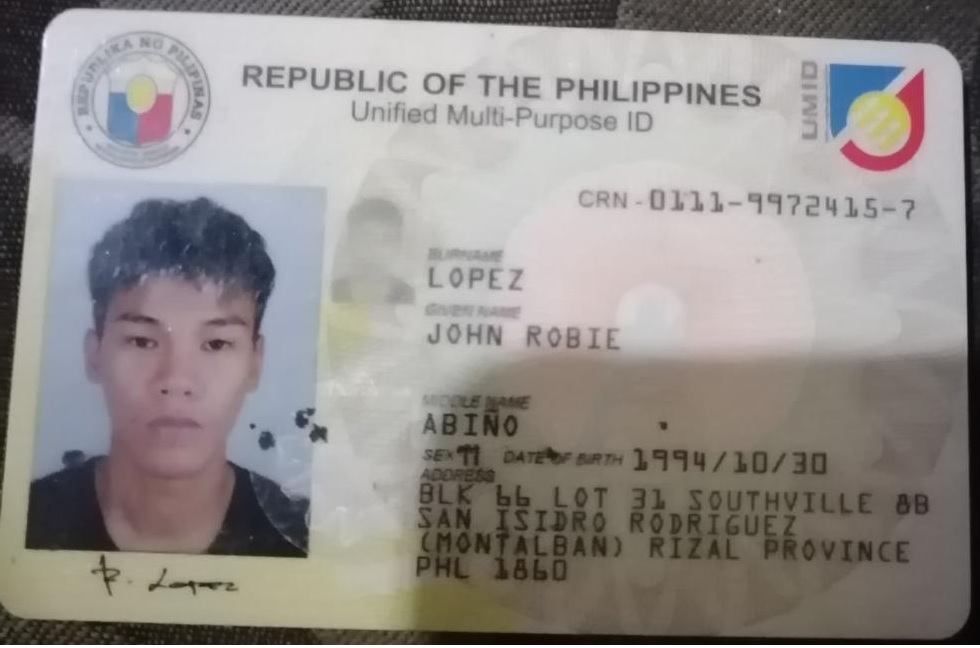 REPUBLIKA NG PILIPINAS
REPUBLIC OF THE PHILIPPINES
Unified Multi-Purpose ID
UMID
CRN - 0111-9972415-7
SURNAME
LOPEZ
GIVEN NAME
JOHN ROBIE
MIDDLE NAME
ABIÑO
SEX M DATE OF BIRTH 1994/10/30
ADDRESS
BLK 66 LOT 31 SOUTHVILLE 8B
SAN ISIDRO RODRIGUEZ
(MONTALBAN) RIZAL PROVINCE
PHL 1860
R. Lopez